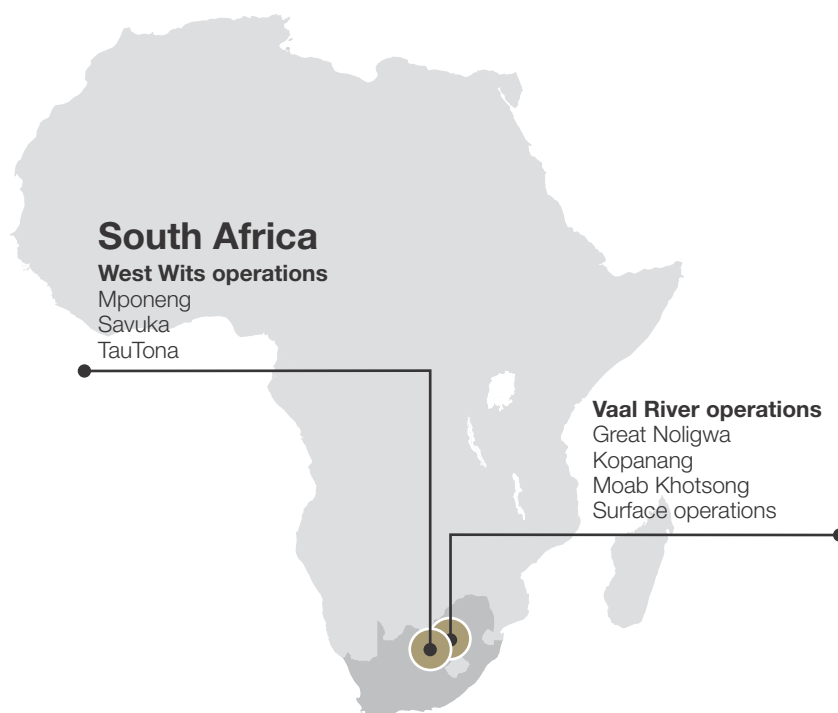 South Africa
West Wits operations
Mponeng
Savuka
TauTona
Vaal River operations
Great Noligwa
Kopanang
Moab Khotsong
Surface operations